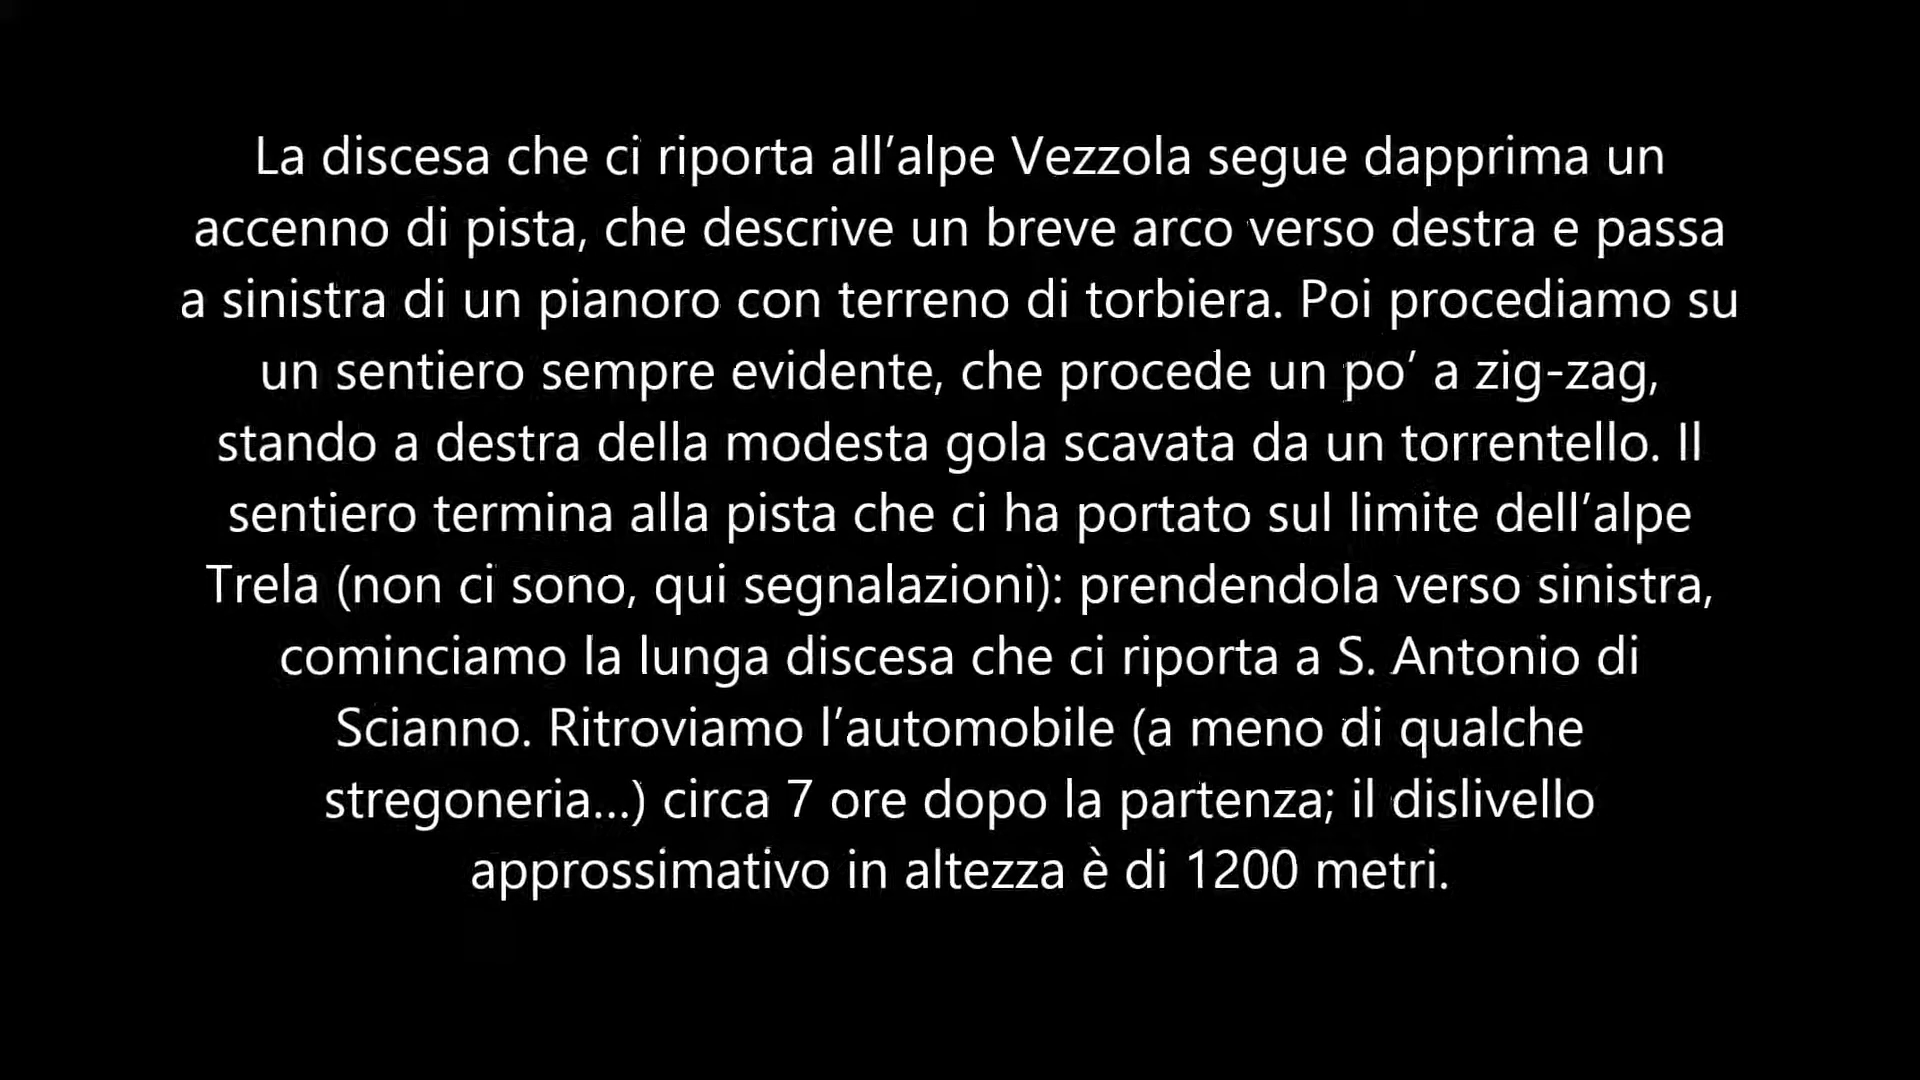 La discesa che ci riporta all’alpe Vezzola segue dapprima un
accenno di pista, che descrive un breve arco verso destra e passa
a sinistra di un pianoro con terreno di torbiera. Poi procediamo su
un sentiero sempre evidente, che procede un po’ a zig-zag,
stando a destra della modesta gola scavata da un torrentello. Il
sentiero termina alla pista che ci ha portato sul limite dell’alpe
Trela (non ci sono, qui segnalazioni): prendendola verso sinistra,
cominciamo la lunga discesa che ci riporta a S. Antonio di
Scianno. Ritroviamo l’automobile (a meno di qualche
stregoneria...) circa 7 ore dopo la partenza; il dislivello
approssimativo in altezza è di 1200 metri.